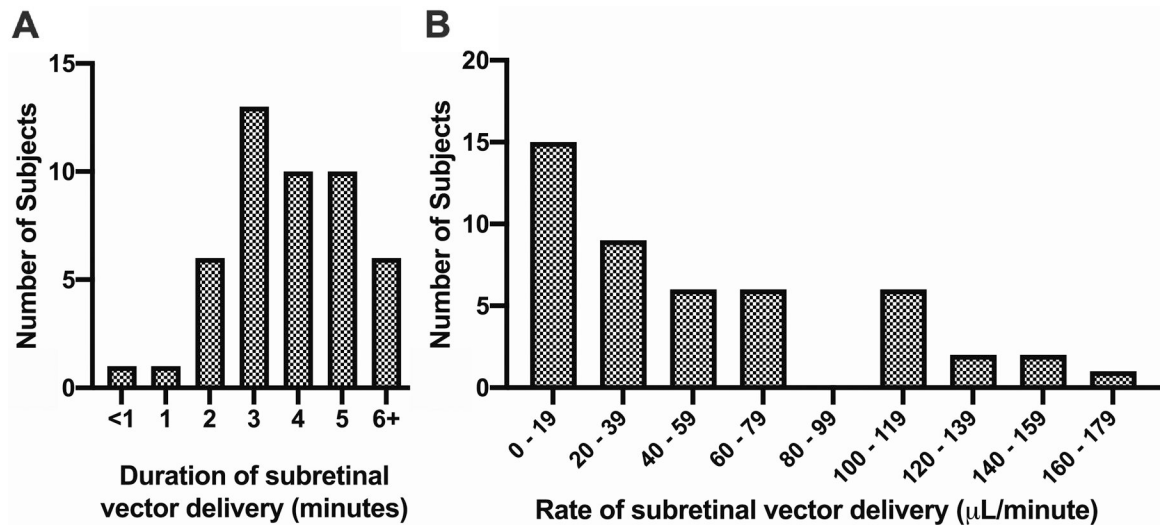 A
Number of Subjects
15
10
5
0
<1 1 2 3 4 5 6+
Duration of subretinal
vector delivery (minutes)
B
Number of Subjects
20
15
10
5
0
0 - 19
20 - 39
40 - 59
60 - 79
80 - 99
100 - 119
120 - 139
140 - 159
160 - 179
Rate of subretinal vector delivery (μL/minute)